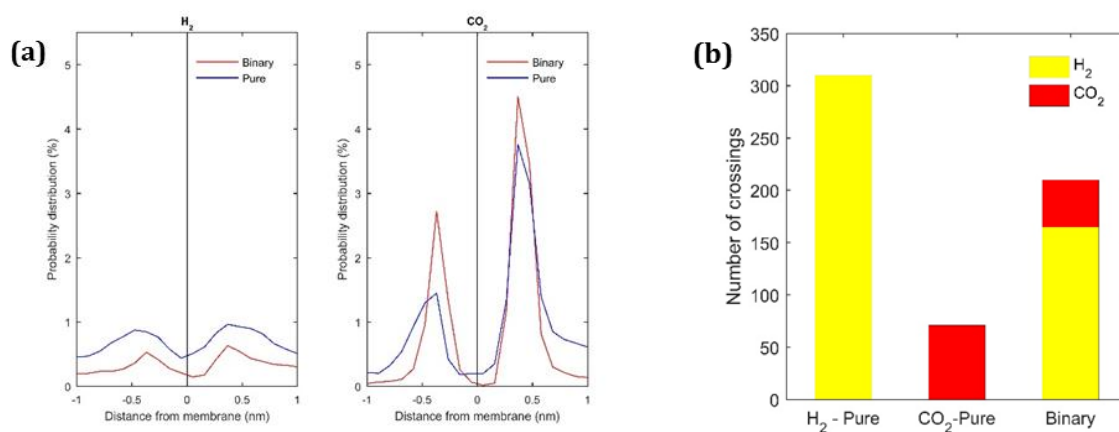 (a)
H2
Probability distribution (%)
5
4
3
2
1
0
Binary
Pure
-1 -0.5 0 0.5 1
Distance from membrane (nm)
CO2
Probability distribution (%)
5
4
3
2
1
0
Binary
Pure
-1 -0.5 0 0.5 1
Distance from membrane (nm)
(b)
Number of crossings
350
300
250
200
150
100
50
0
H2
CO2
H2 - Pure CO2-Pure Binary